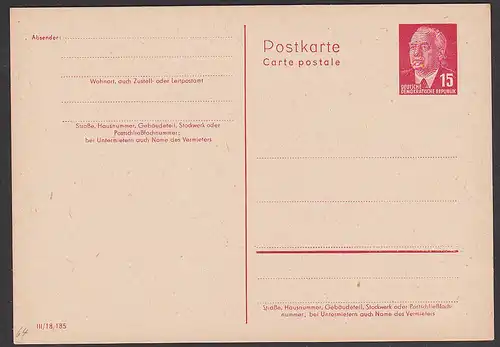 Absender:
Wohnort, auch Zustell- oder Leitpostamt
Straße, Hausnummer, Gebäudeteil, Stockwerk oder
Postschließfachnummer;
bei Untermietern auch Name des Vermieters
III/18/185
64
Postkarte
Carte postale
15
DEUTSCHE
DEMOKRATISCHE REPUBLIK
Straße, Hausnummer, Gebäudeteil, Stockwerk oder Postschließfach-
nummer; bei Untermietern auch Name des Vermieters